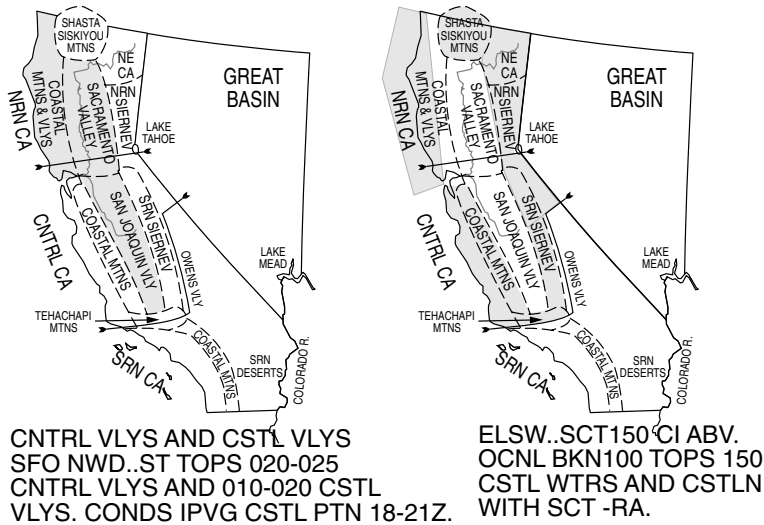 SHASTA
SISKIYOU
MTNS
NE
CA
NRN
SIERNEV
COASTAL
MTNS & VLYS
NRN CA
SACRAMENTO
VALLEY
GREAT
BASIN
LAKE
TAHOE
SAN JOAQUIN VLY
SRN SIERNEV
COASTAL MTNS
CNTRL CA
OWENS VLY
LAKE
MEAD
TEHACHAPI
MTNS
COASTAL MTNS
SRN CA
SRN
DESERTS
COLORADO R.
CNTRL VLYS AND CSTL VLYS
SFO NWD..ST TOPS 020-025
CNTRL VLYS AND 010-020 CSTL
VLYS. CONDS IPVG CSTL PTN 18-21Z.
SHASTA
SISKIYOU
MTNS
NE
CA
NRN
SIERNEV
COASTAL
MTNS & VLYS
NRN CA
SACRAMENTO
VALLEY
GREAT
BASIN
LAKE
TAHOE
SAN JOAQUIN VLY
SRN SIERNEV
COASTAL MTNS
CNTRL CA
OWENS VLY
LAKE
MEAD
TEHACHAPI
MTNS
COASTAL MTNS
SRN CA
SRN
DESERTS
COLORADO R.
ELSW..SCT150 CI ABV.
OCNL BKN100 TOPS 150
CSTL WTRS AND CSTLN
WITH SCT -RA.